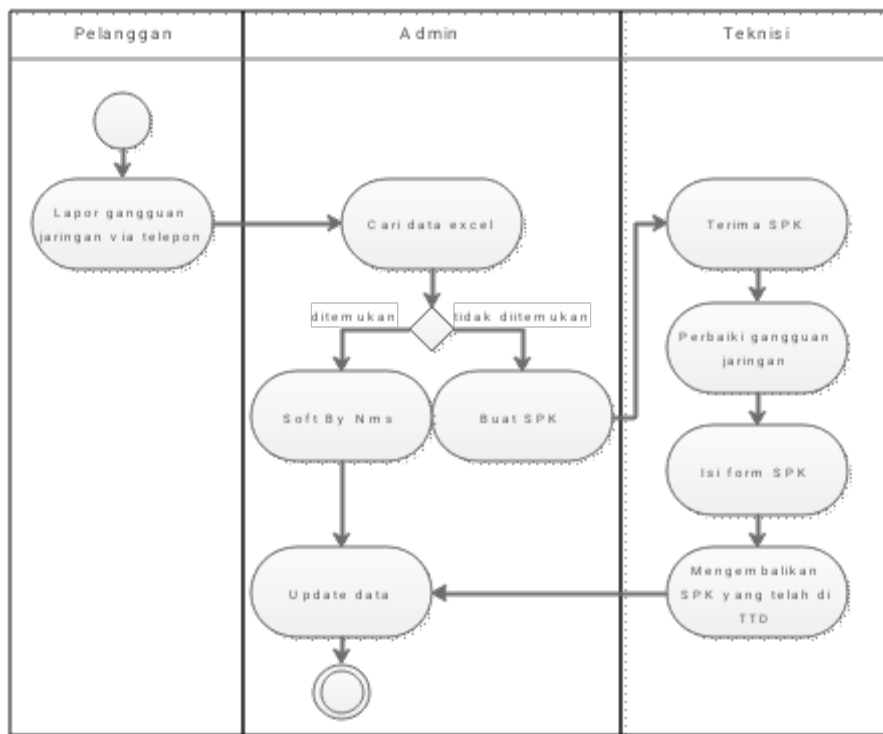 Pelanggan
Admin
Teknisi
Lapor gangguan
jaringan via telepon
Cari data excel
Terima SPK
ditemukan
tidak diitemukan
Perbaiki gangguan
jaringan
Soft By Nms
Buat SPK
Isi form SPK
Update data
Mengembalikan
SPK yang telah di
TTD